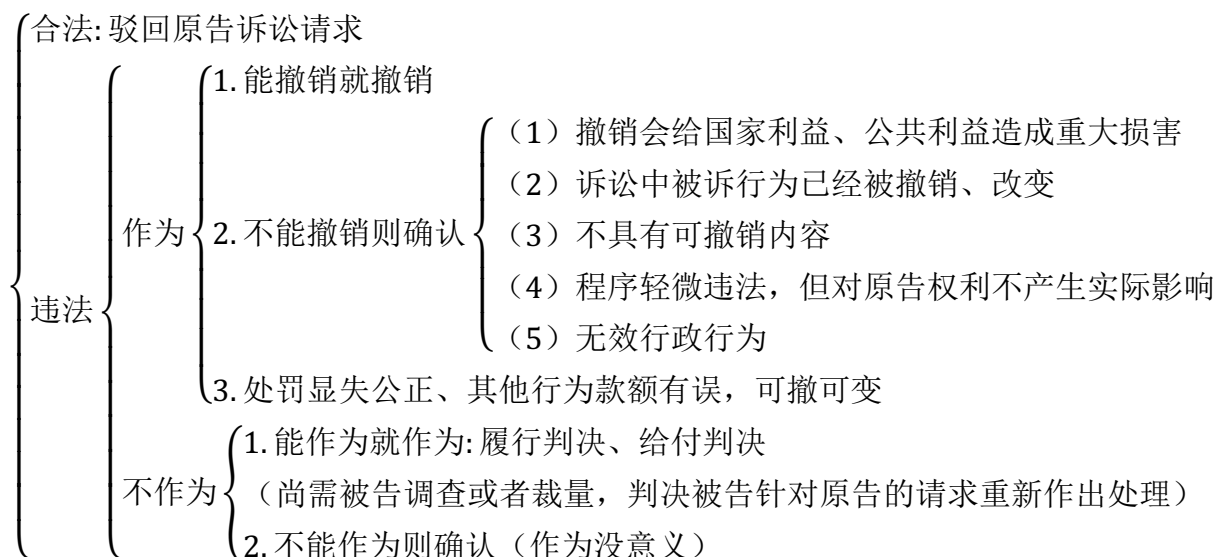 合法:驳回原告诉讼请求
1.能撤销就撤销
（1）撤销会给国家利益、公共利益造成重大损害
（2）诉讼中被诉行为已经被撤销、改变
作为
2.不能撤销则确认
（3）不具有可撤销内容
（4）程序轻微违法，但对原告权利不产生实际影响
违法
（5）无效行政行为
3.处罚显失公正、其他行为款额有误，可撤可变
1.能作为就作为:履行判决、给付判决
不作为
（尚需被告调查或者裁量，判决被告针对原告的请求重新作出处理）
2.不能作为则确认（作为没意义）